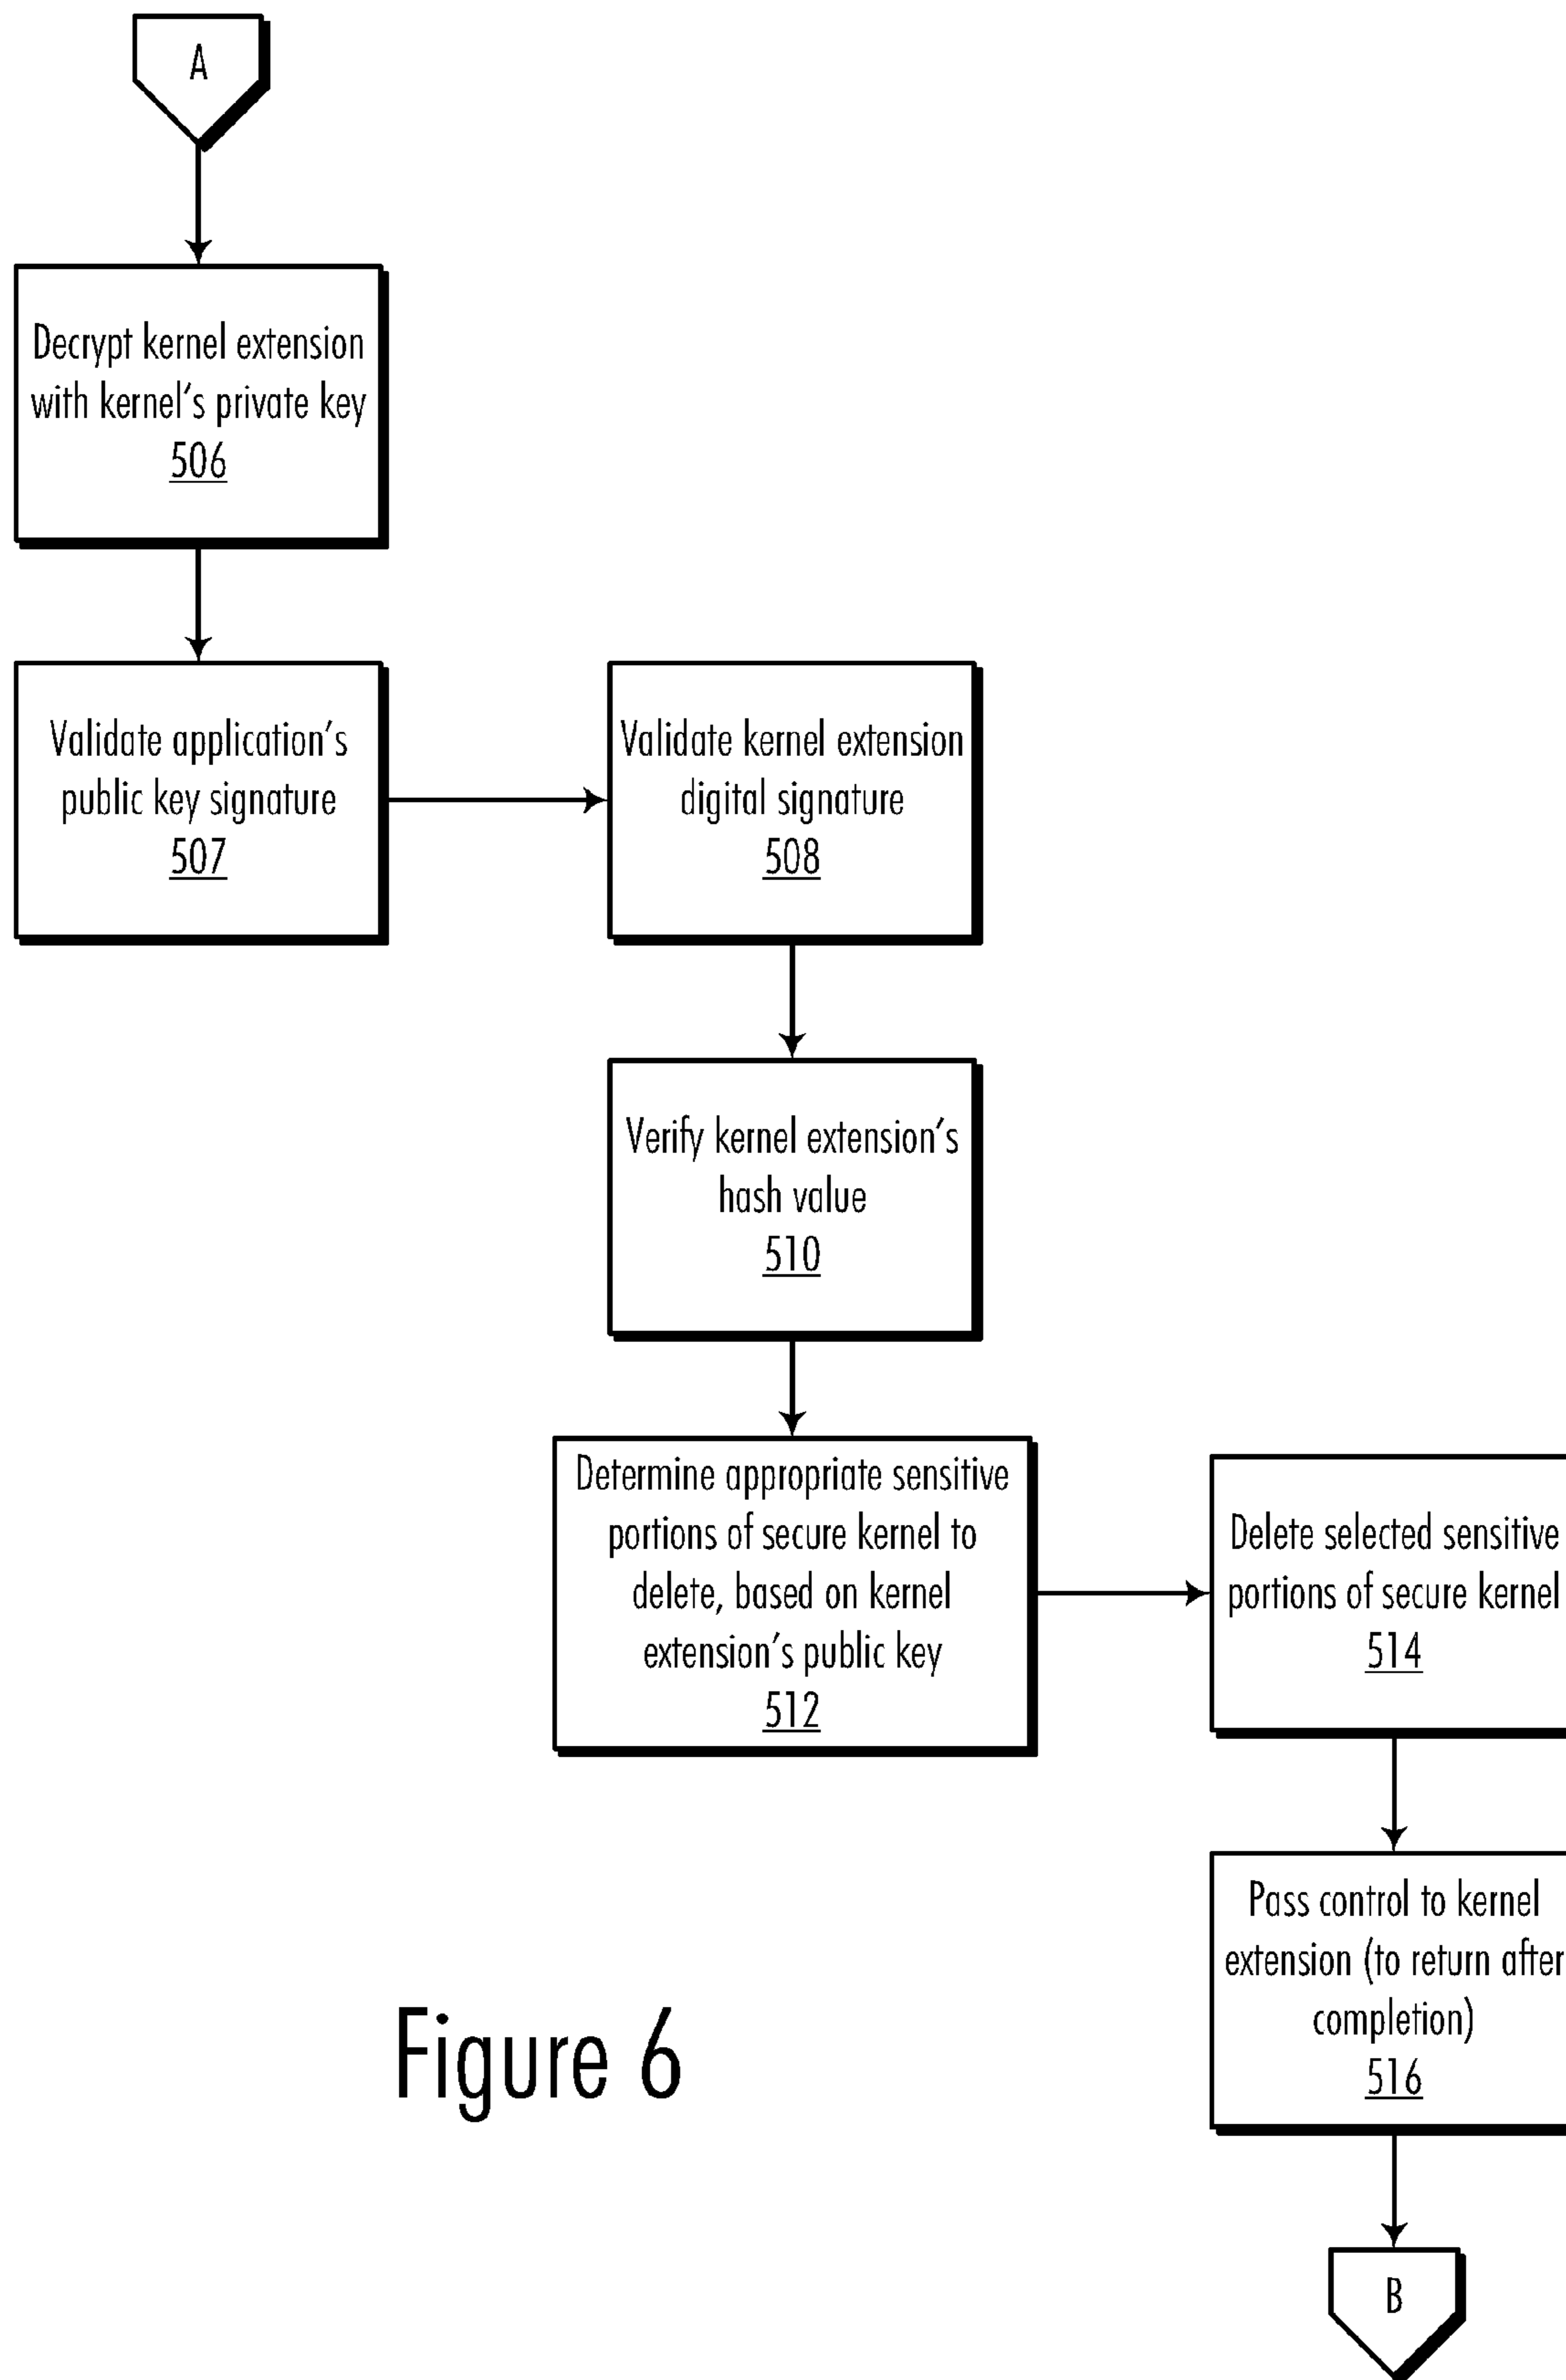 A
Decrypt kernel extension
with kernel's private key
506
Validate application's
public key signature
507
Validate kernel extension
digital signature
508
Verify kernel extension's
hash value
510
Determine appropriate sensitive
portions of secure kernel to
delete, based on kernel
extension's public key
512
Delete selected sensitive
portions of secure kernel
514
Pass control to kernel
extension (to return after
completion)
516
B
Figure 6